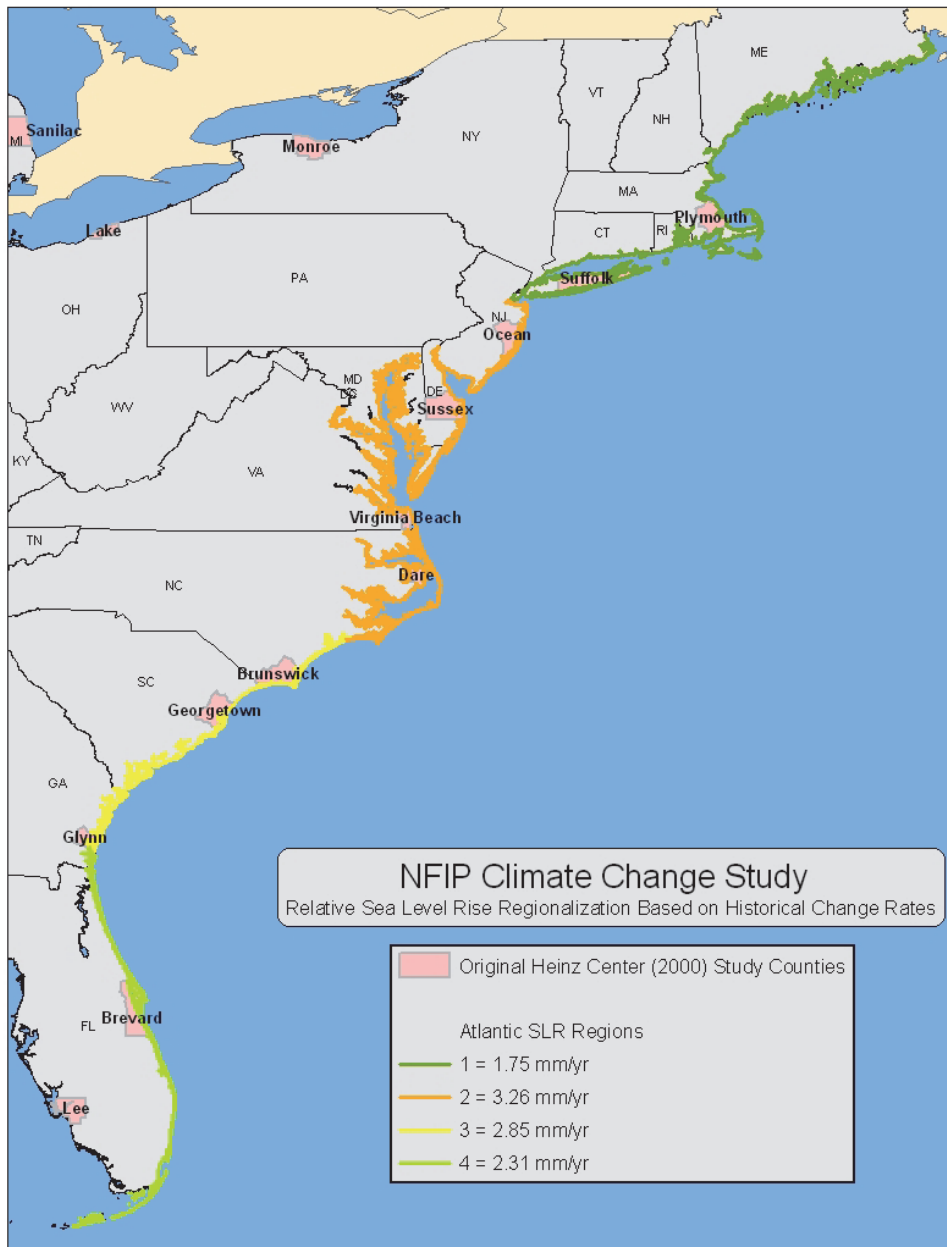 ME
VT
NH
NY
MI
Sanilac
Monroe
MA
Plymouth
CT
RI
Lake
Suffolk
PA
OH
NJ
Ocean
MD
DE
Sussex
WV
KY
VA
Virginia Beach
TN
NC
Dare
Brunswick
SC
Georgetown
GA
Glynn
NFIP Climate Change Study
Relative Sea Level Rise Regionalization Based on Historical Change Rates
Original Heinz Center (2000) Study Counties
Atlantic SLR Regions
1 = 1.75 mm/yr
2 = 3.26 mm/yr
3 = 2.85 mm/yr
4 = 2.31 mm/yr
Brevard
FL
Lee